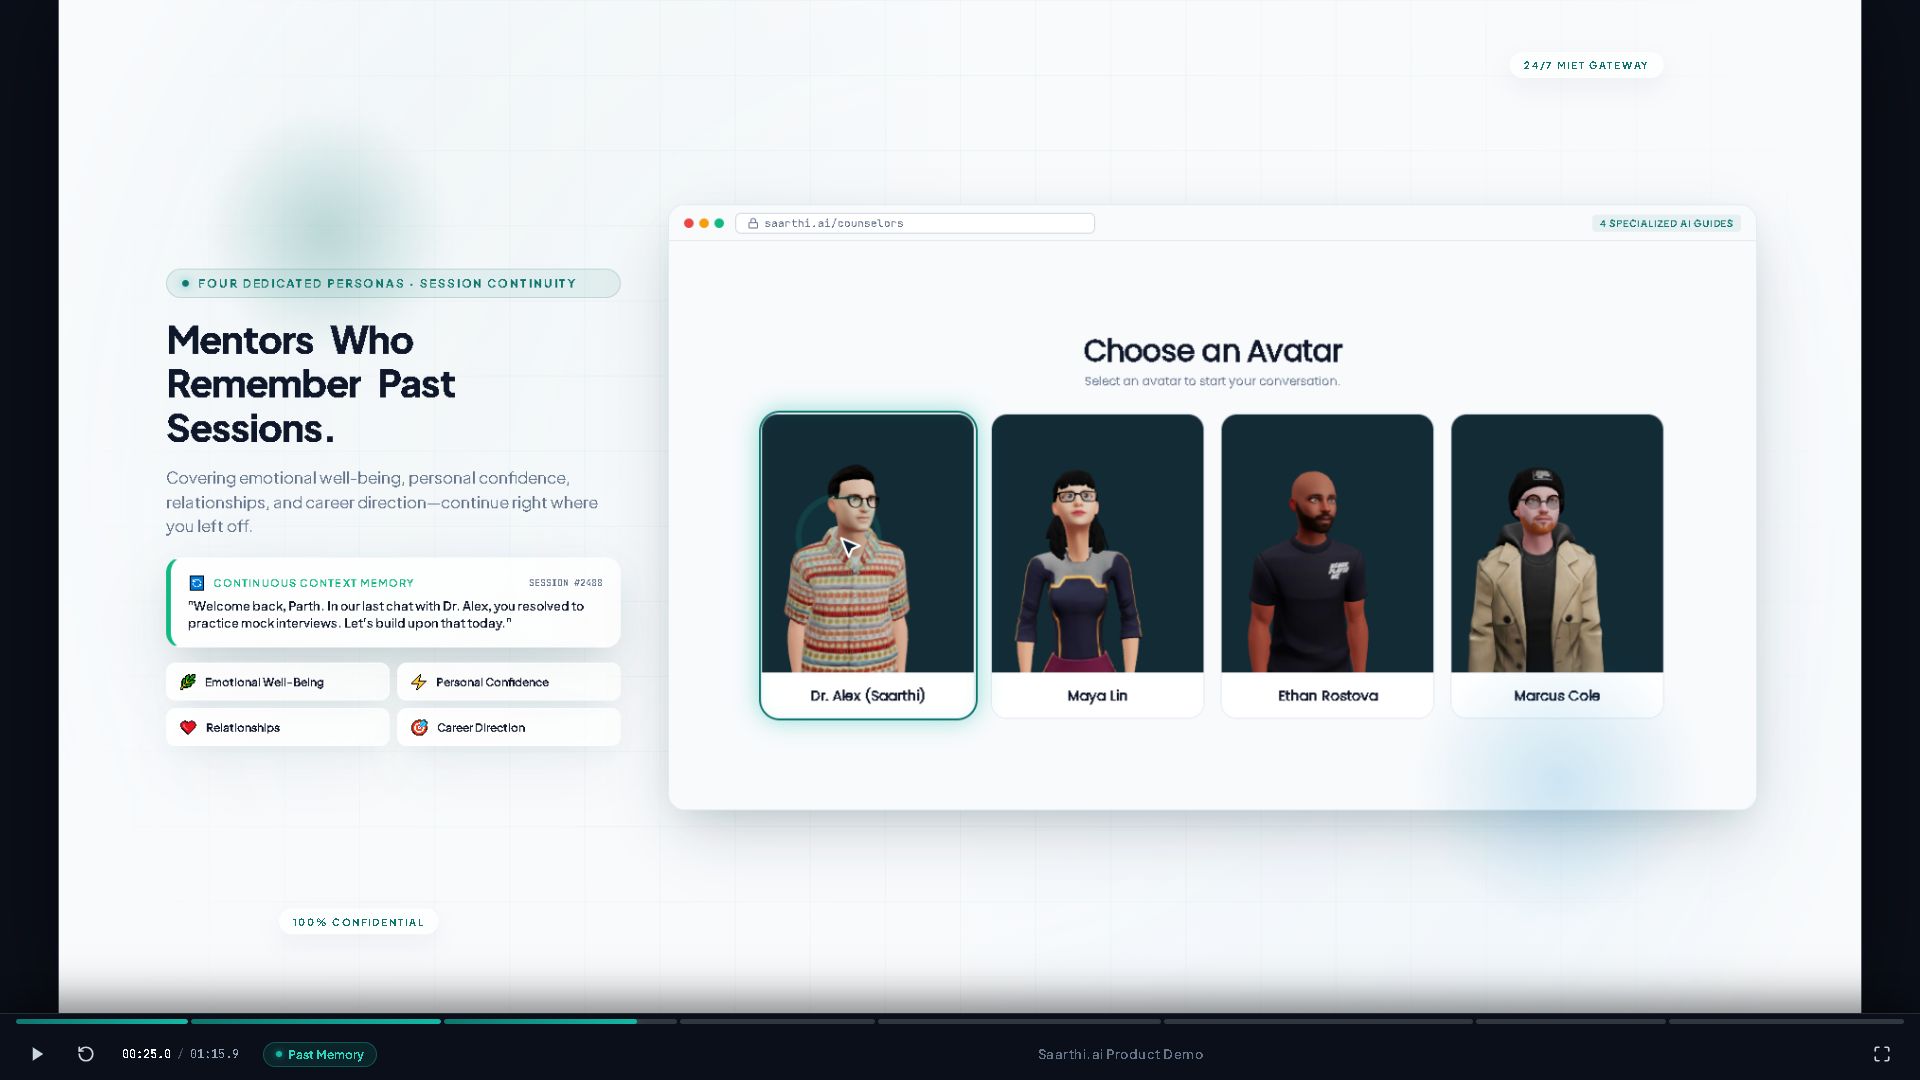 24/7 MIET GATEWAY
saarthi.ai/counselors
4 SPECIALIZED AI GUIDES
FOUR DEDICATED PERSONAS · SESSION CONTINUITY
Mentors Who
Remember Past
Sessions.
Covering emotional well-being, personal confidence,
relationships, and career direction—continue right where
you left off.
CONTINUOUS CONTEXT MEMORY
SESSION #2488
"Welcome back, Parth. In our last chat with Dr. Alex, you resolved to
practice mock interviews. Let's build upon that today."
Emotional Well-Being
Personal Confidence
Relationships
Career Direction
Choose an Avatar
Select an avatar to start your conversation.
Dr. Alex (Saarthi)
Maya Lin
Ethan Rostova
Marcus Cole
100% CONFIDENTIAL
00:25.0 / 01:15.9
Past Memory
Saarthi.ai Product Demo